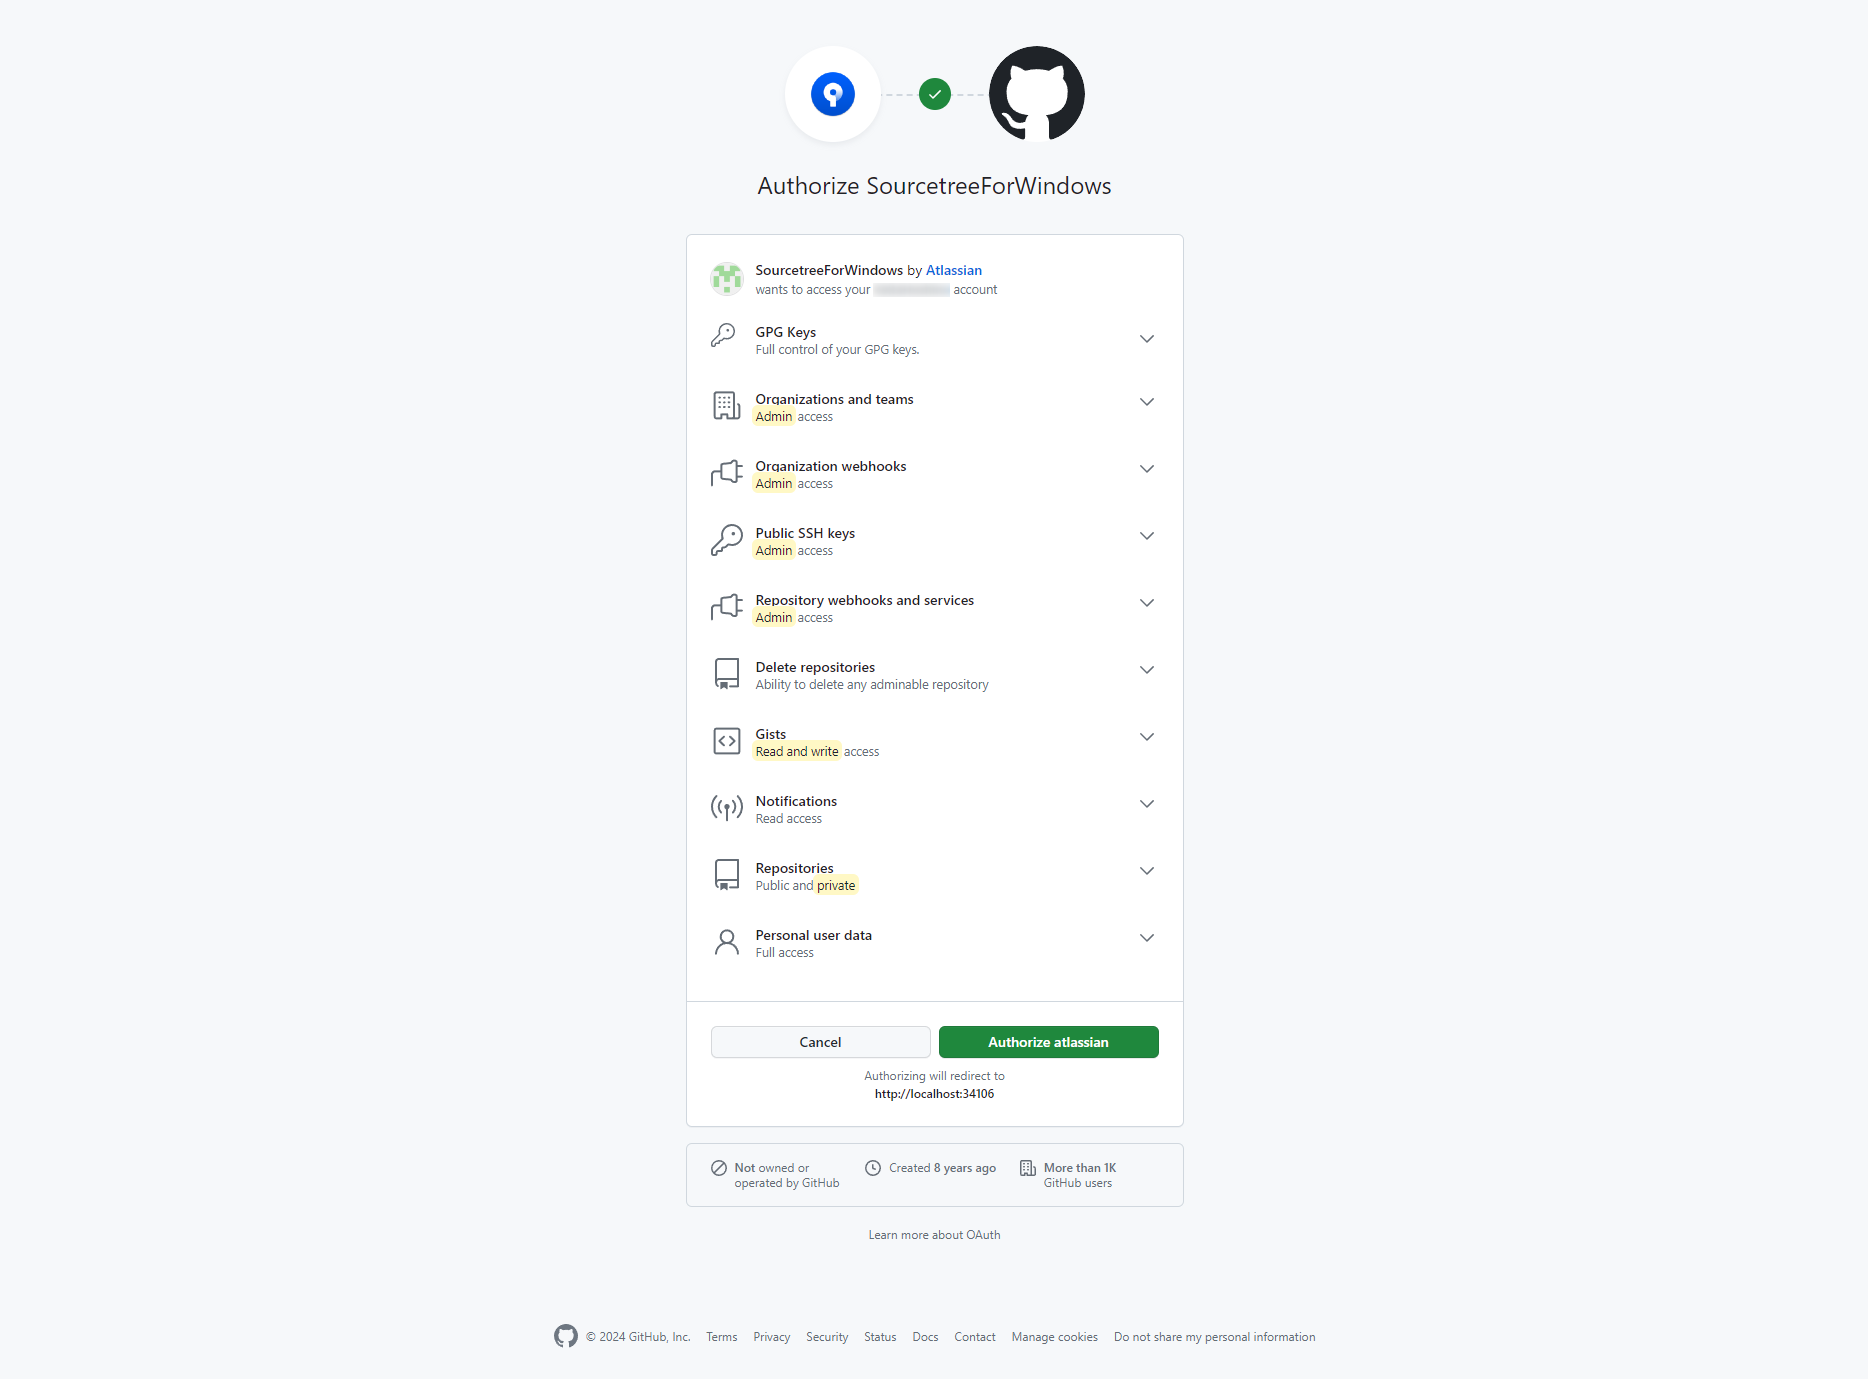 Authorize SourcetreeForWindows
SourcetreeForWindows by Atlassian
wants to access your account
GPG Keys
Full control of your GPG keys.
Organizations and teams
Admin access
Organization webhooks
Admin access
Public SSH keys
Admin access
Repository webhooks and services
Admin access
Delete repositories
Ability to delete any adminable repository
Gists
Read and write access
Notifications
Read access
Repositories
Public and private
Personal user data
Full access
Cancel
Authorize atlassian
Authorizing will redirect to
http://localhost:34106
Not owned or
operated by GitHub
Created 8 years ago
More than 1K
GitHub users
Learn more about OAuth
© 2024 GitHub, Inc. Terms Privacy Security Status Docs Contact Manage cookies Do not share my personal information